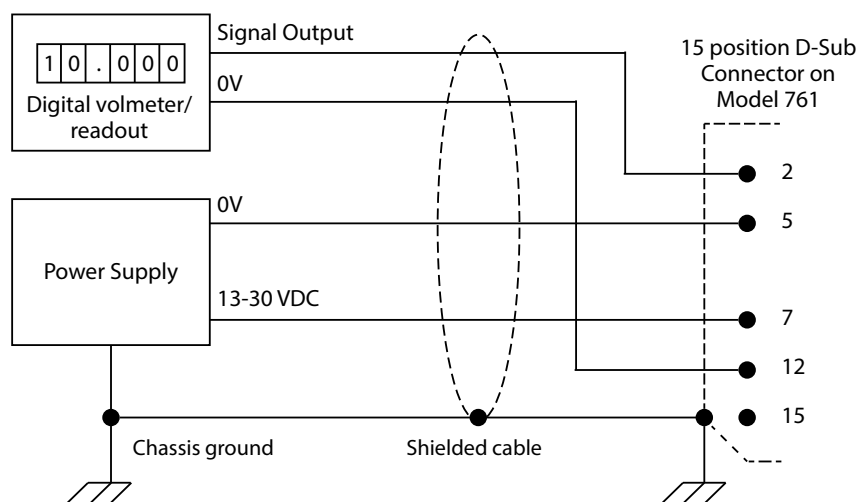 Signal Output
10.000
0V
Digital volmeter/
readout
15 position D-Sub
Connector on
Model 761
2
0V
5
Power Supply
13-30 VDC
7
12
15
Chassis ground
Shielded cable